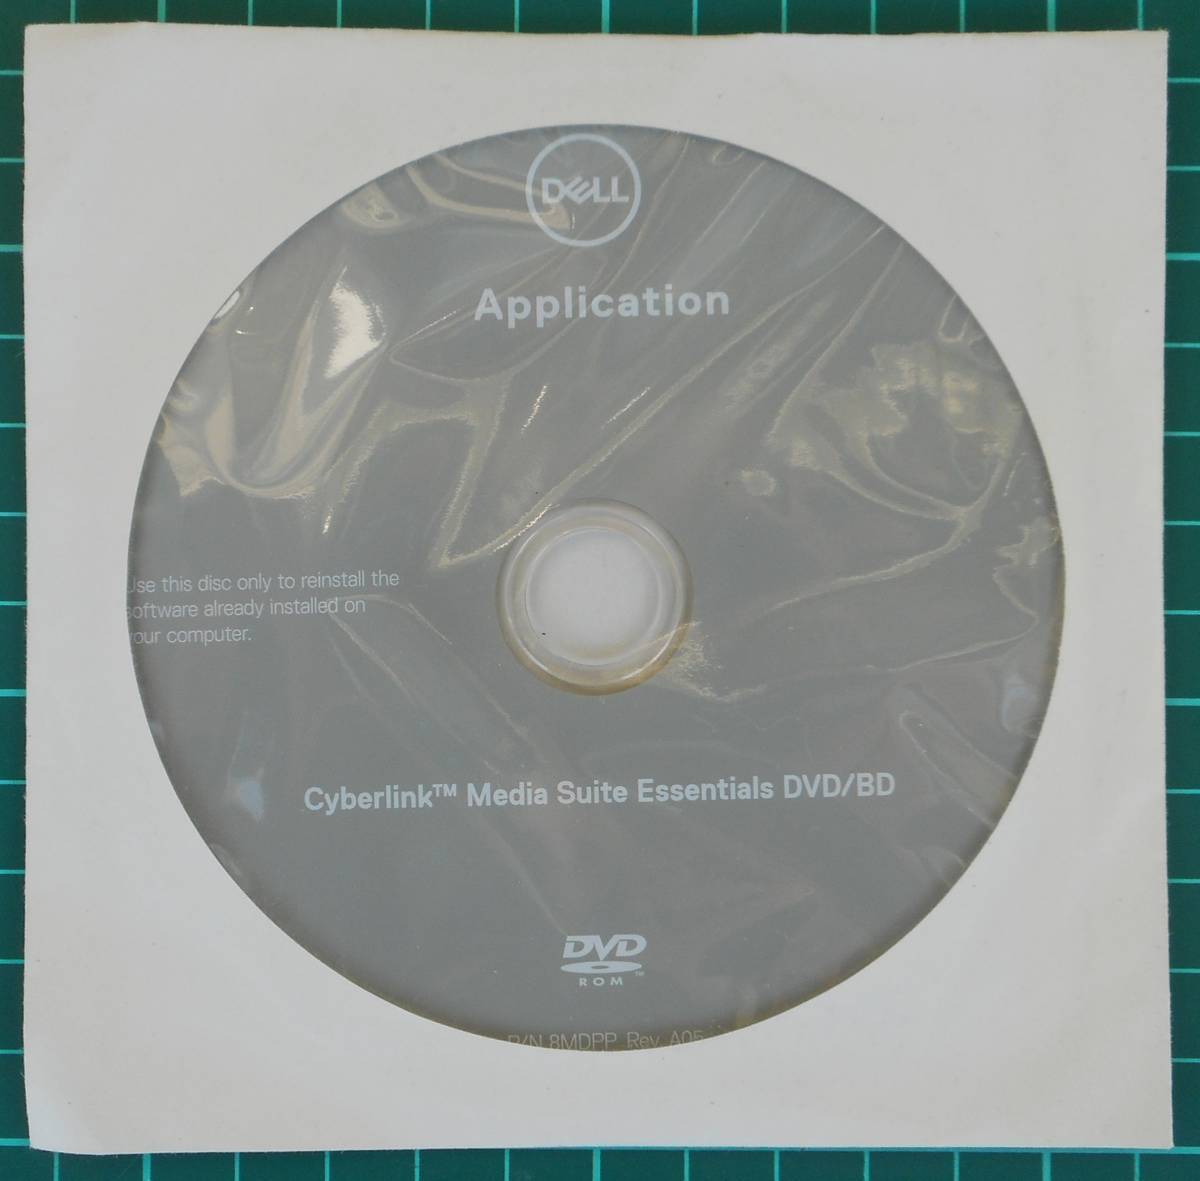 DELL
Application
Use this disc only to reinstall the
software already installed on
your computer.
Cyberlink™ Media Suite Essentials DVD/BD
DVD
ROM™
P/N 8MDPP Rev. A05